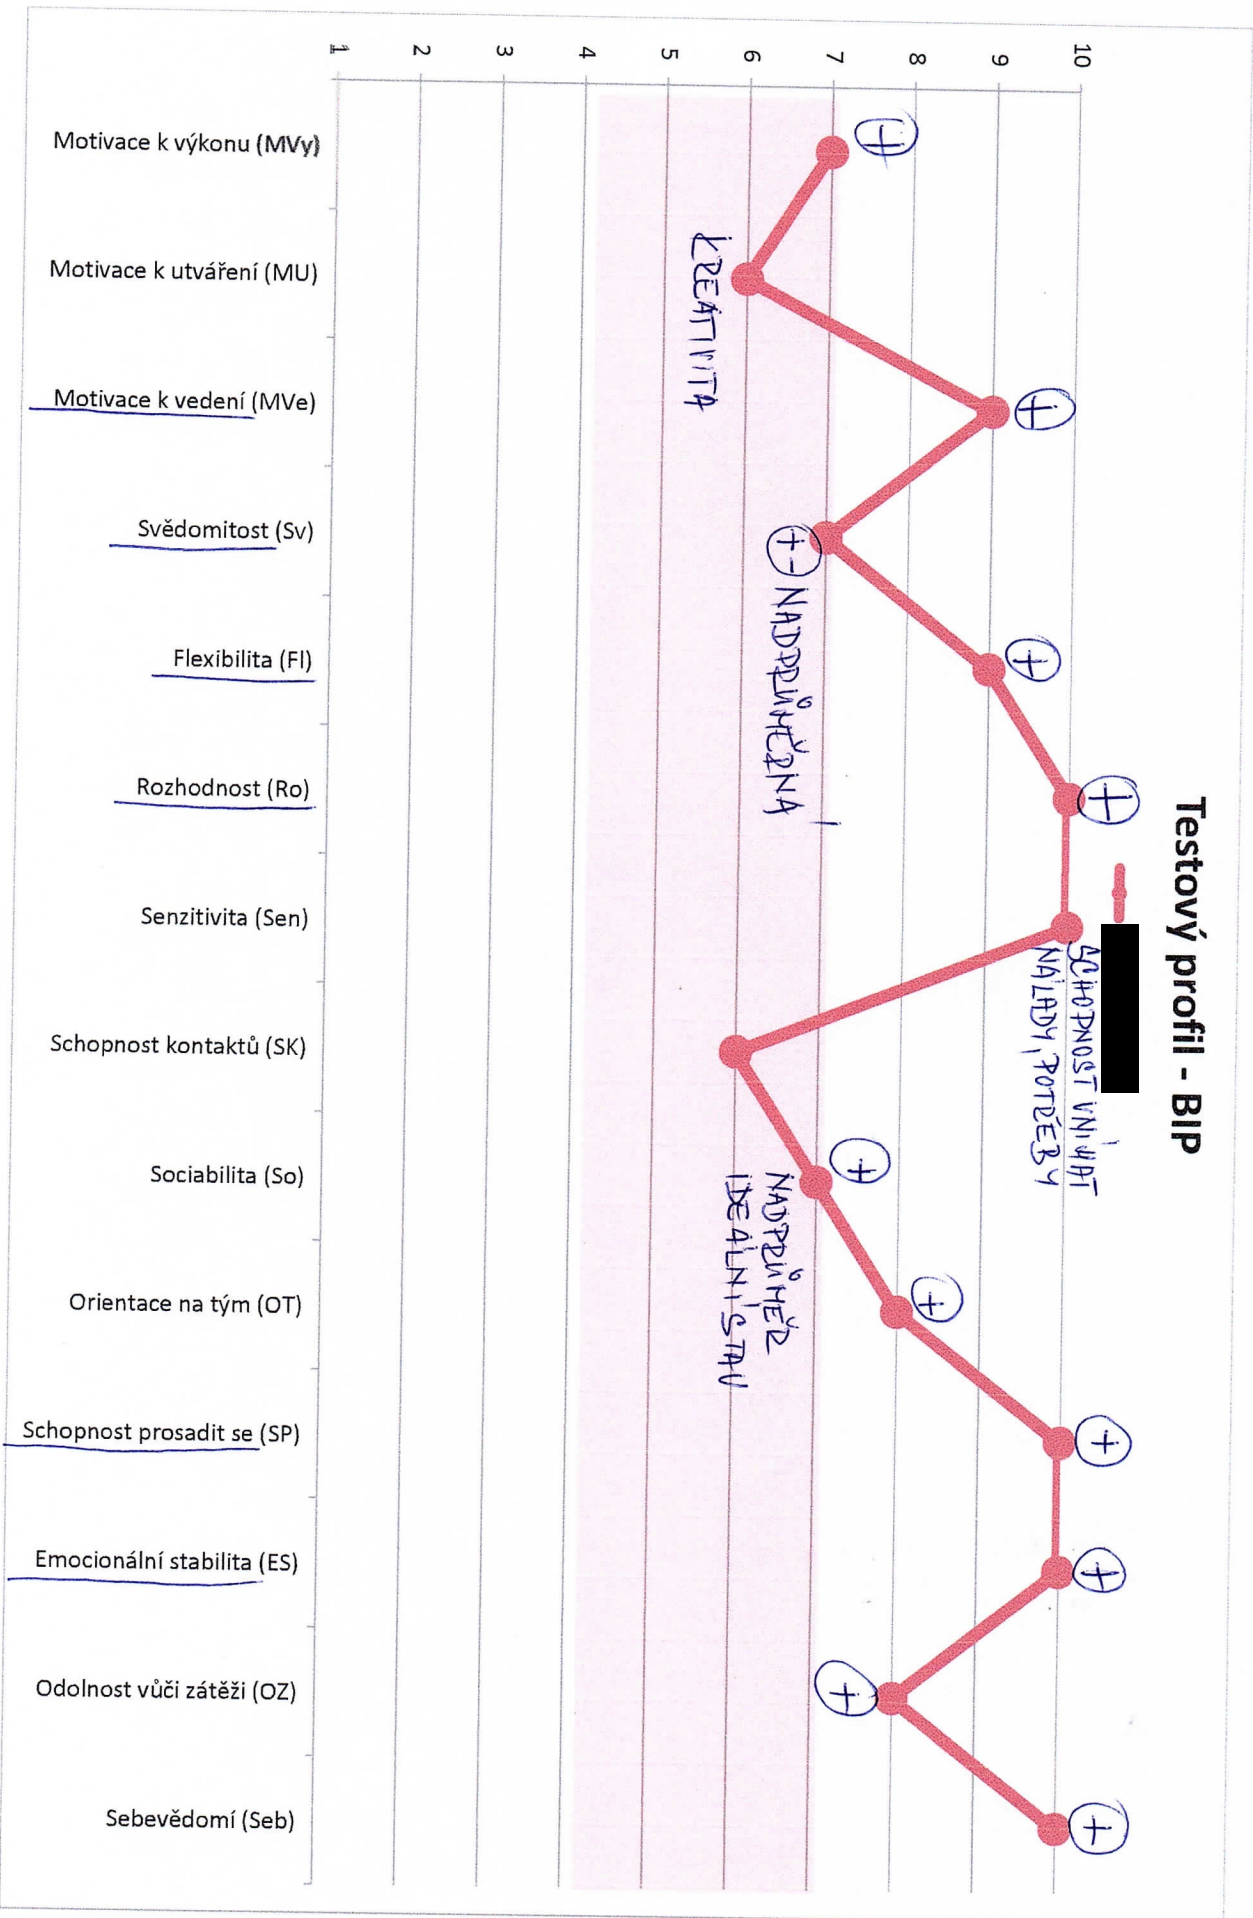 Testový profil - BIP
10
9
8
7
6
5
4
3
2
1
Motivace k výkonu (MVy)
Motivace k utváření (MU)
Motivace k vedení (MVe)
Svědomitost (Sv)
Flexibilita (Fl)
Rozhodnost (Ro)
Senzitivita (Sen)
Schopnost kontaktů (SK)
Sociabilita (So)
Orientace na tým (OT)
Schopnost prosadit se (SP)
Emocionální stabilita (ES)
Odolnost vůči zátěži (OZ)
Sebevědomí (Seb)
+
KREATIVITA
+
+-
NADPRŮMĚRNÁ
+
+
SCHOPNOST VNÍMAT
NÁLADY, POTŘEBY
+
NADPRŮMĚR
IDEÁLNÍ STAV
+
+
+
+
+